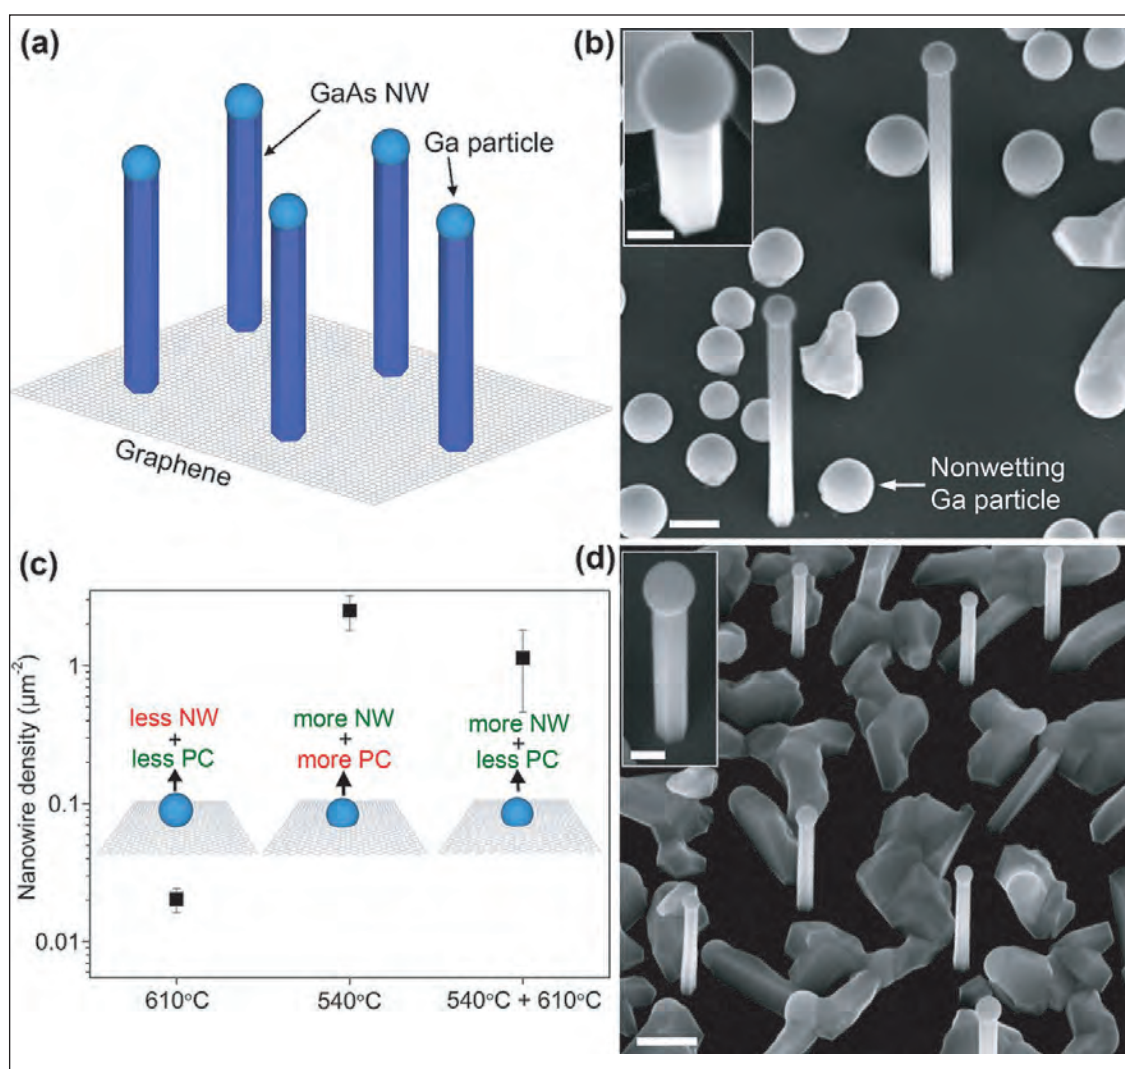 (a)
GaAs NW
Ga particle
Graphene
(b)
Nonwetting
Ga particle
(c)
Nanowire density (µm⁻²)
1
0.1
0.01
less NW
+
less PC
more NW
+
more PC
more NW
+
less PC
610°C
540°C
540°C + 610°C
(d)